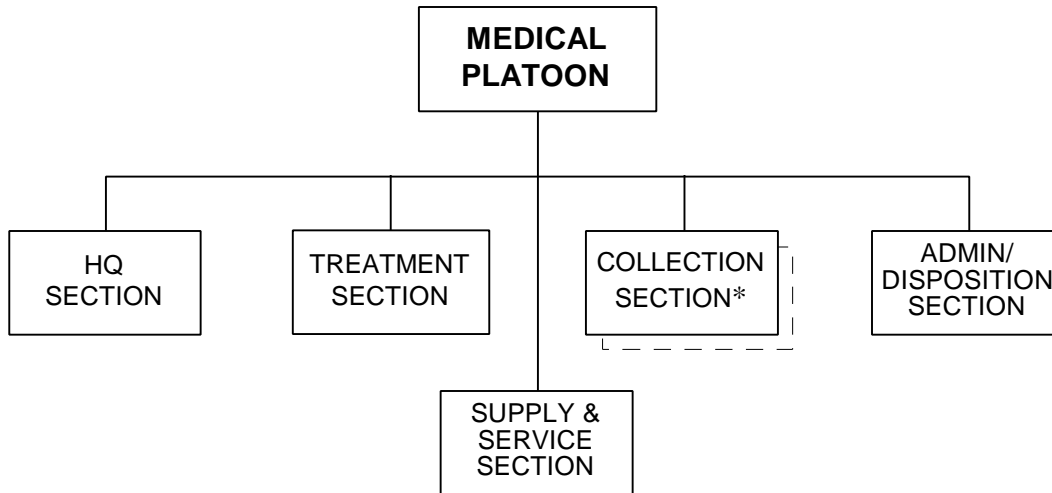 MEDICAL
PLATOON
HQ
SECTION
TREATMENT
SECTION
COLLECTION
SECTION*
ADMIN/
DISPOSITION
SECTION
SUPPLY &
SERVICE
SECTION